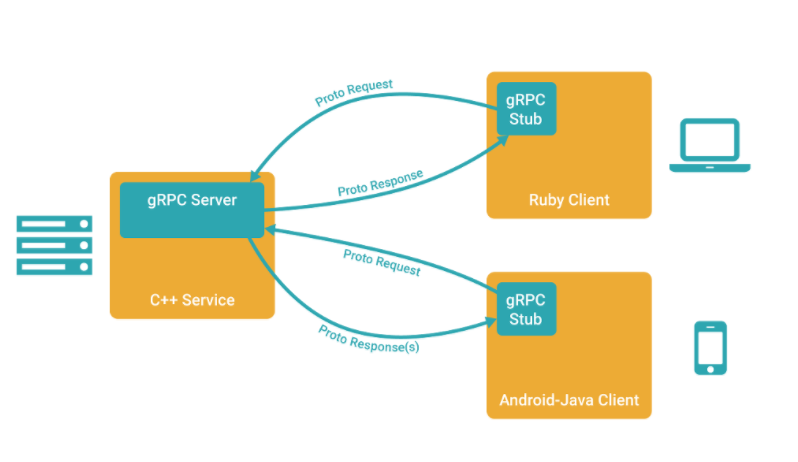 Proto Request
gRPC
Stub
Proto Response
Ruby Client
gRPC Server
C++ Service
Proto Request
gRPC
Stub
Proto Response(s)
Android-Java Client